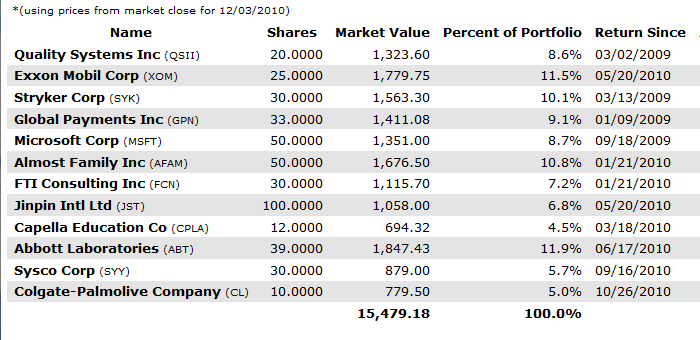 *(using prices from market close for 12/03/2010)
Name Shares Market Value Percent of Portfolio Return Since
Quality Systems Inc (QSII) 20.0000 1,323.60 8.6% 03/02/2009
Exxon Mobil Corp (XOM) 25.0000 1,779.75 11.5% 05/20/2010
Stryker Corp (SYK) 30.0000 1,563.30 10.1% 03/13/2009
Global Payments Inc (GPN) 33.0000 1,411.08 9.1% 01/09/2009
Microsoft Corp (MSFT) 50.0000 1,351.00 8.7% 09/18/2009
Almost Family Inc (AFAM) 50.0000 1,676.50 10.8% 01/21/2010
FTI Consulting Inc (FCN) 30.0000 1,115.70 7.2% 01/21/2010
Jinpin Intl Ltd (JST) 100.0000 1,058.00 6.8% 05/20/2010
Capella Education Co (CPLA) 12.0000 694.32 4.5% 03/18/2010
Abbott Laboratories (ABT) 39.0000 1,847.43 11.9% 06/17/2010
Sysco Corp (SYY) 30.0000 879.00 5.7% 09/16/2010
Colgate-Palmolive Company (CL) 10.0000 779.50 5.0% 10/26/2010
15,479.18 100.0%